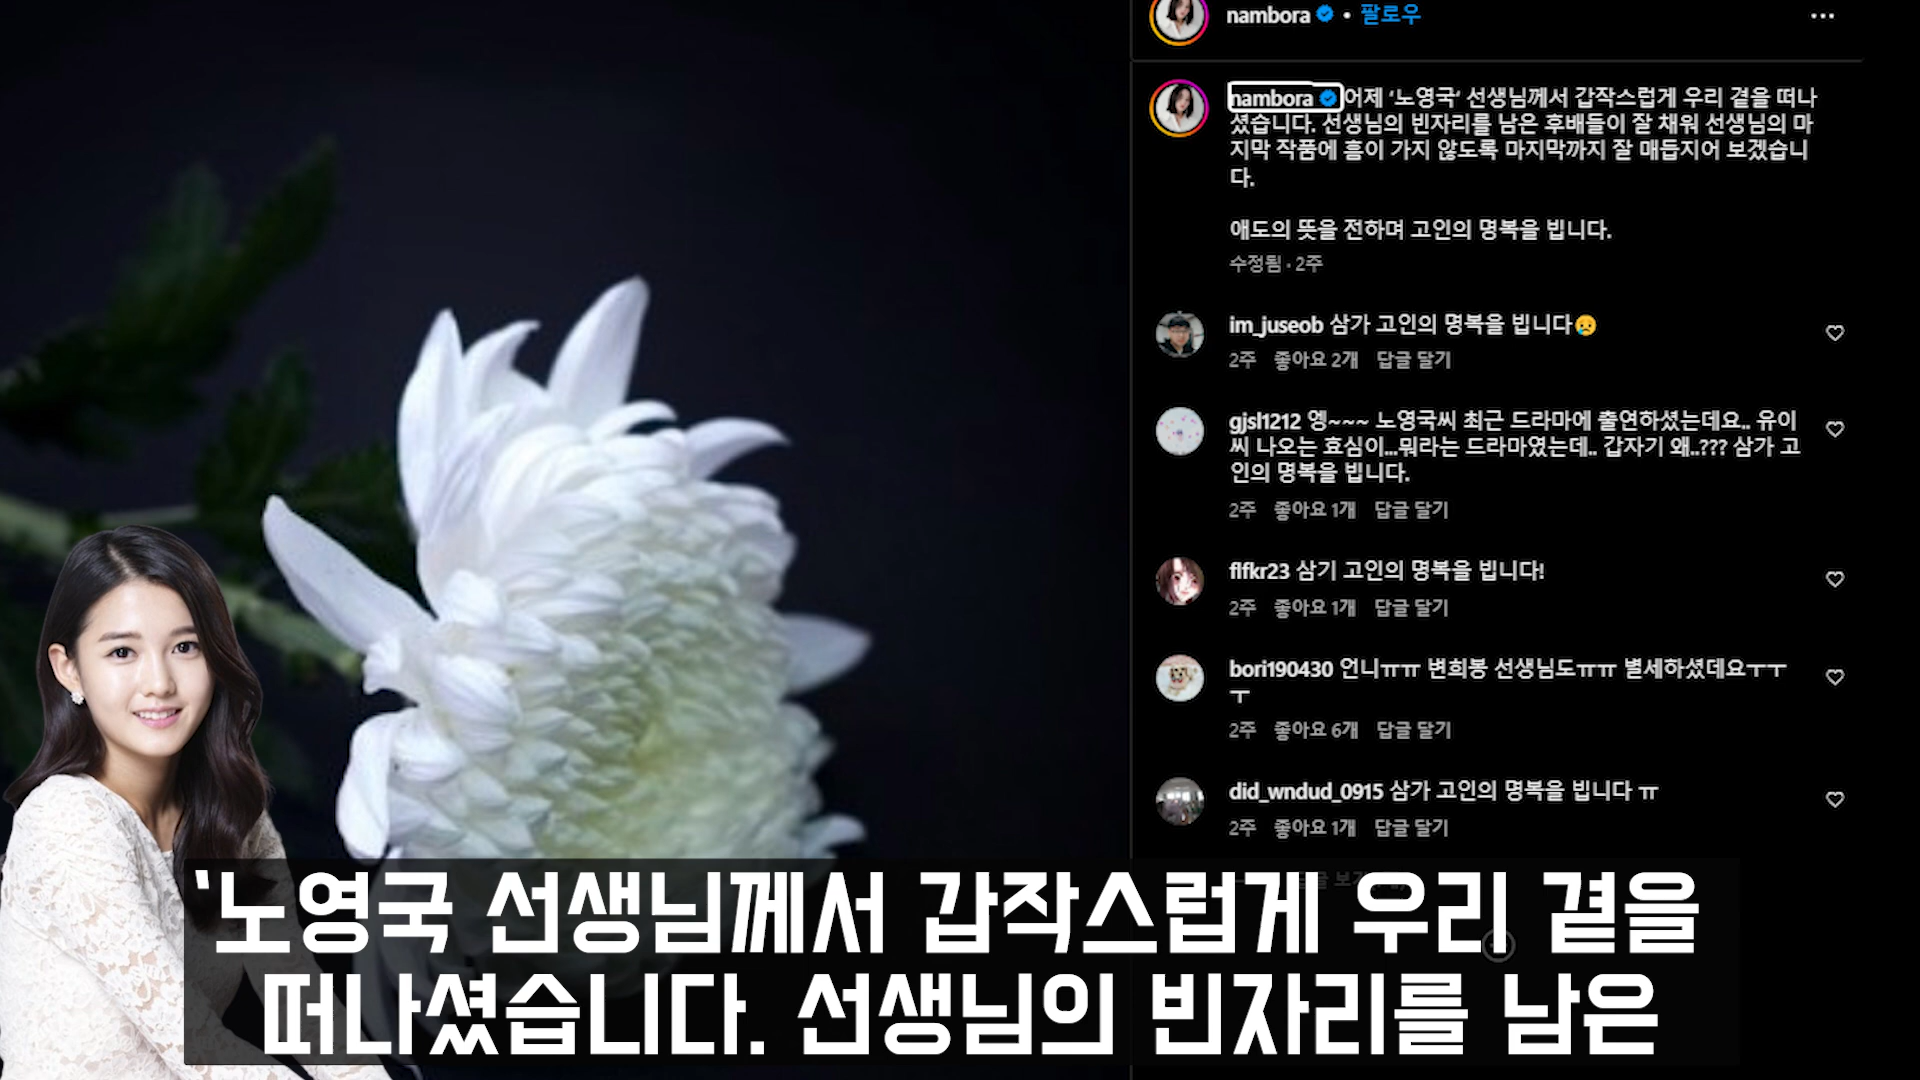 nambora • 팔로우
nambora 어제 ‘노영국‘ 선생님께서 갑작스럽게 우리 곁을 떠나
셨습니다. 선생님의 빈자리를 남은 후배들이 잘 채워 선생님의 마
지막 작품에 흠이 가지 않도록 마지막까지 잘 매듭지어 보겠습니
다.
애도의 뜻을 전하며 고인의 명복을 빕니다.
수정됨 · 2주
im_juseob 삼가 고인의 명복을 빕니다😥
2주 좋아요 2개 답글 달기
gjsl1212 엥~~~ 노영국씨 최근 드라마에 출연하셨는데요.. 유이
씨 나오는 효심이...뭐라는 드라마였는데.. 갑자기 왜..??? 삼가 고
인의 명복을 빕니다.
2주 좋아요 1개 답글 달기
flfkr23 삼기 고인의 명복을 빕니다!
2주 좋아요 1개 답글 달기
bori190430 언니ㅠㅠ 변희봉 선생님도ㅠㅠ 별세하셨데요ㅜㅜ
ㅜ
2주 좋아요 6개 답글 달기
did_wndud_0915 삼가 고인의 명복을 빕니다 ㅠ
2주 좋아요 1개 답글 달기
‘노영국 선생님께서 갑작스럽게 우리 곁을
떠나셨습니다. 선생님의 빈자리를 남은